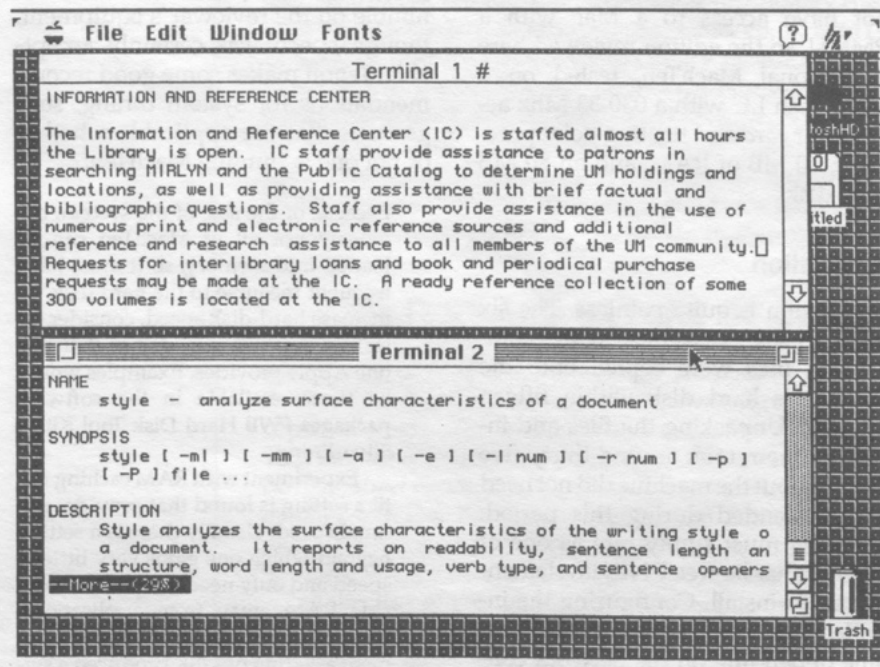 File Edit Window Fonts
Terminal 1 #
INFORMATION AND REFERENCE CENTER
The Information and Reference Center (IC) is staffed almost all hours
the Library is open. IC staff provide assistance to patrons in
searching MIRLYN and the Public Catalog to determine UM holdings and
locations, as well as providing assistance with brief factual and
bibliographic questions. Staff also provide assistance in the use of
numerous print and electronic reference sources and additional
reference and research assistance to all members of the UM community.
Requests for interlibrary loans and book and periodical purchase
requests may be made at the IC. A ready reference collection of some
300 volumes is located at the IC.
toshHD
itled
Terminal 2
NAME
style - analyze surface characteristics of a document
SYNOPSIS
style [ -ml ] [ -mm ] [ -a ] [ -e ] [ -l num ] [ -r num ] [ -p ]
[ -P ] file
DESCRIPTION
Style analyzes the surface characteristics of the writing style o
a document. It reports on readability, sentence length an
structure, word length and usage, verb type, and sentence openers
--More--(29%)
Trash